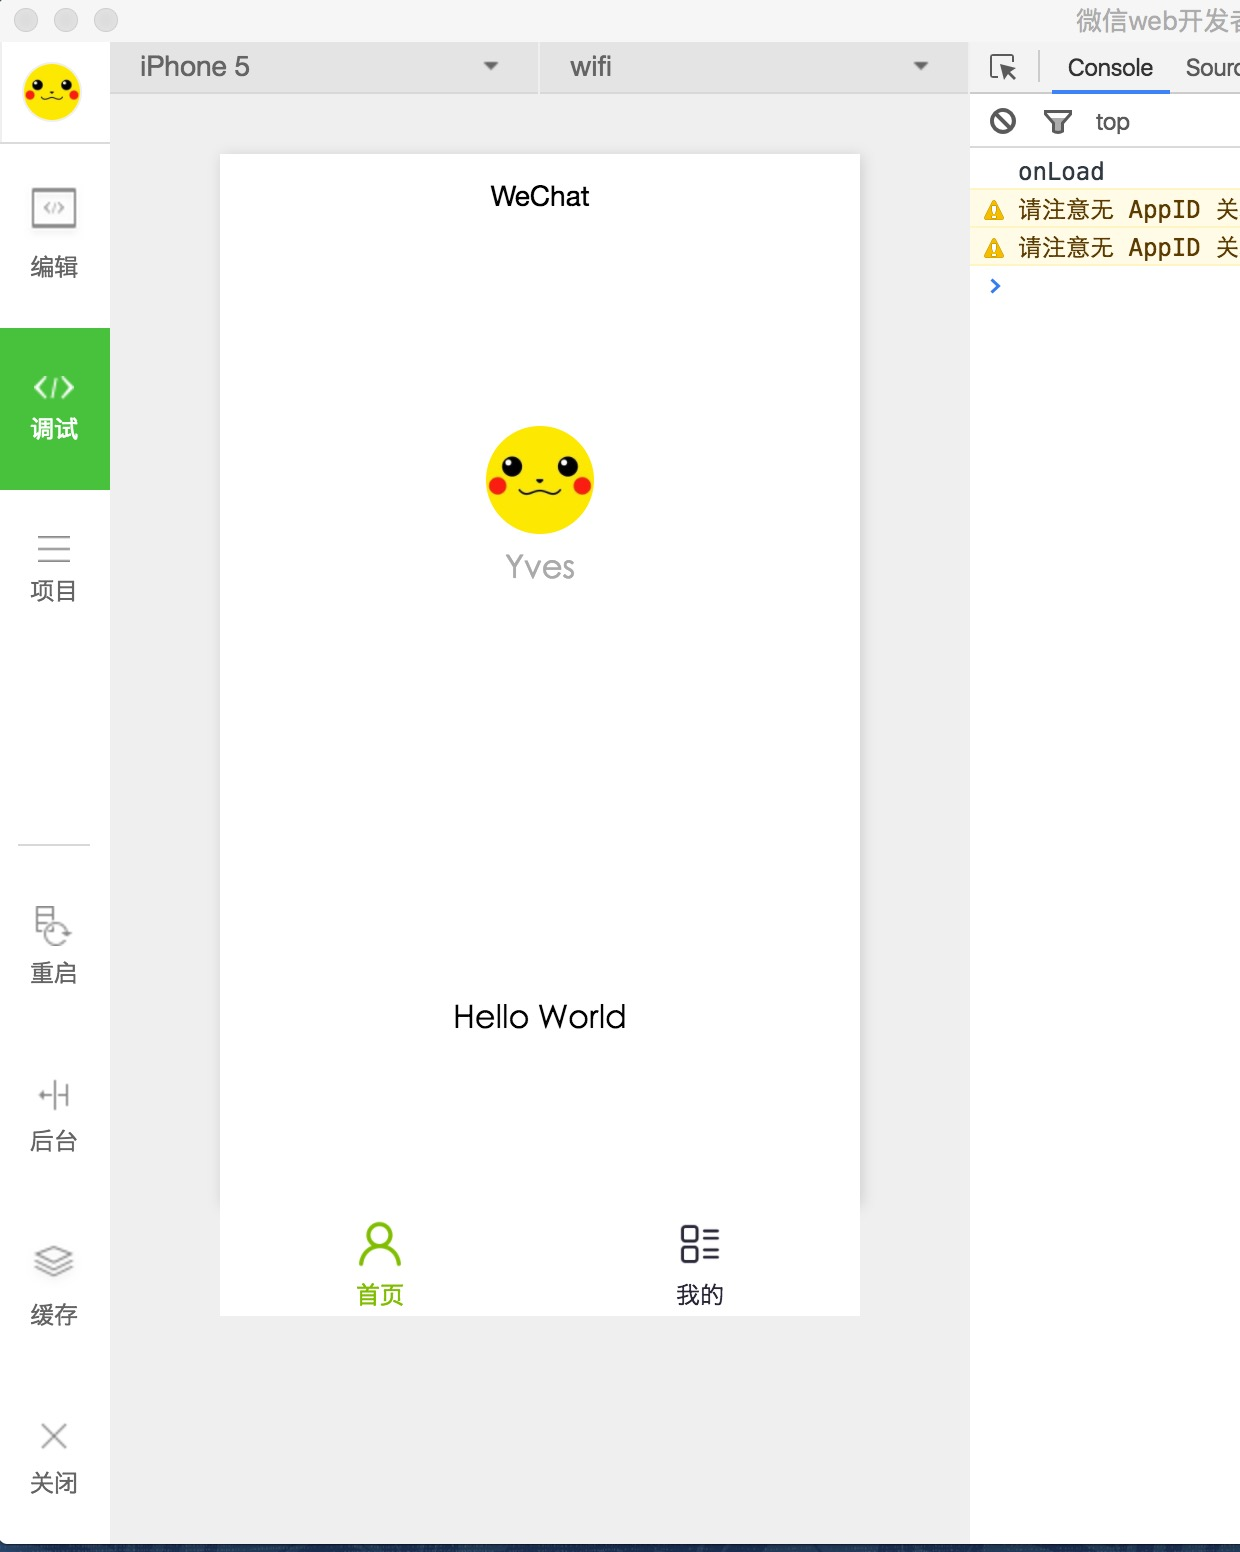 微信web开发者
iPhone 5
wifi
Console
Sourc
top
编辑
调试
项目
重启
后台
缓存
关闭
WeChat
Yves
Hello World
首页
我的
onLoad
请注意无 AppID 关
请注意无 AppID 关